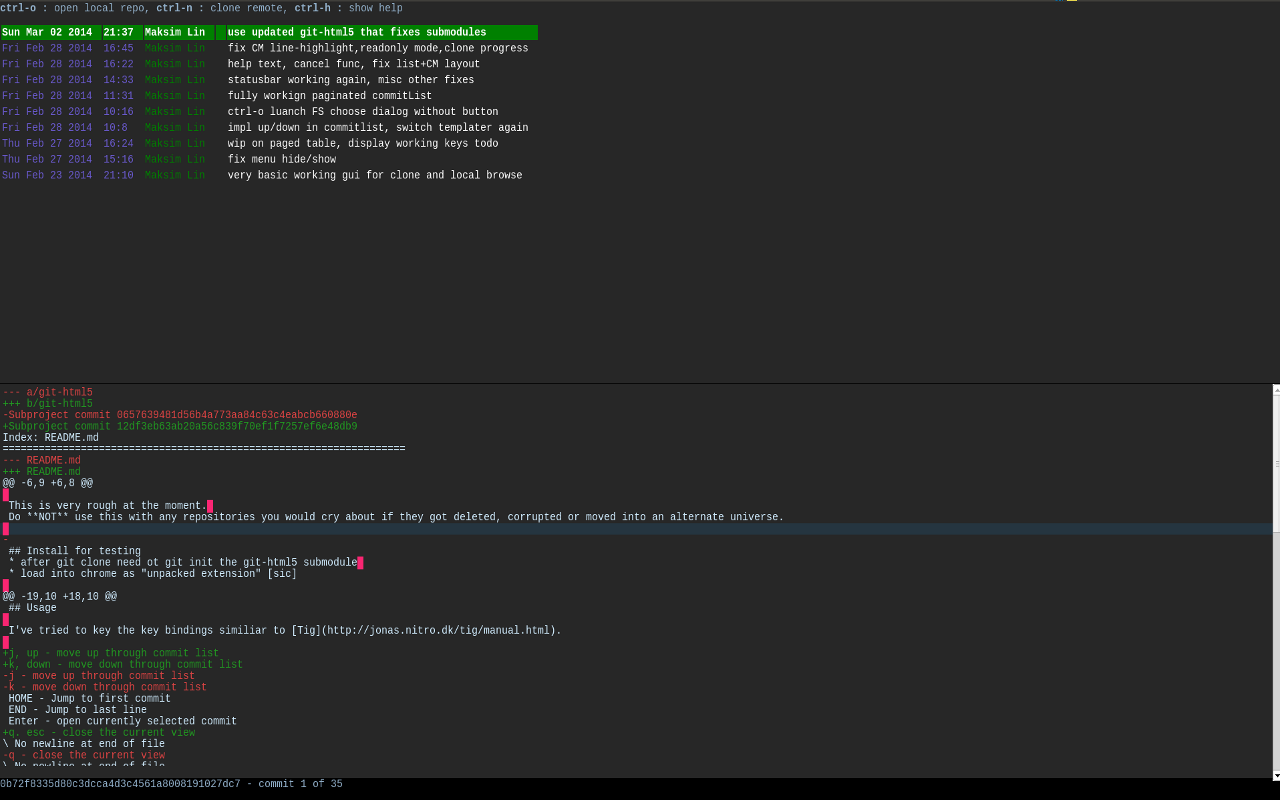 ctrl-o : open local repo, ctrl-n : clone remote, ctrl-h : show help
Sun Mar 02 2014 21:37 Maksim Lin use updated git-html5 that fixes submodules
Fri Feb 28 2014 16:45 Maksim Lin fix CM line-highlight,readonly mode,clone progress
Fri Feb 28 2014 16:22 Maksim Lin help text, cancel func, fix list+CM layout
Fri Feb 28 2014 14:33 Maksim Lin statusbar working again, misc other fixes
Fri Feb 28 2014 11:31 Maksim Lin fully workign paginated commitList
Fri Feb 28 2014 10:16 Maksim Lin ctrl-o luanch FS choose dialog without button
Fri Feb 28 2014 10:8 Maksim Lin impl up/down in commitlist, switch templater again
Thu Feb 27 2014 16:24 Maksim Lin wip on paged table, display working keys todo
Thu Feb 27 2014 15:16 Maksim Lin fix menu hide/show
Sun Feb 23 2014 21:10 Maksim Lin very basic working gui for clone and local browse
--- a/git-html5
+++ b/git-html5
-Subproject commit 0657639481d56b4a773aa84c63c4eabcb660880e
+Subproject commit 12df3eb63ab20a56c839f70ef1f7257ef6e48db9
Index: README.md
===================================================================
--- README.md
+++ README.md
@@ -6,9 +6,8 @@
This is very rough at the moment.
Do **NOT** use this with any repositories you would cry about if they got deleted, corrupted or moved into an alternate universe.
-
## Install for testing
* after git clone need ot git init the git-html5 submodule
* load into chrome as "unpacked extension" [sic]
@@ -19,10 +18,10 @@
## Usage
I've tried to key the key bindings similiar to [Tig](http://jonas.nitro.dk/tig/manual.html).
+j, up - move up through commit list
+k, down - move down through commit list
-j - move up through commit list
-k - move down through commit list
HOME - Jump to first commit
END - Jump to last line
Enter - open currently selected commit
+q. esc - close the current view
\ No newline at end of file
-q - close the current view
\ No newline at end of file
0b72f8335d80c3dcca4d3c4561a8008191027dc7 - commit 1 of 35